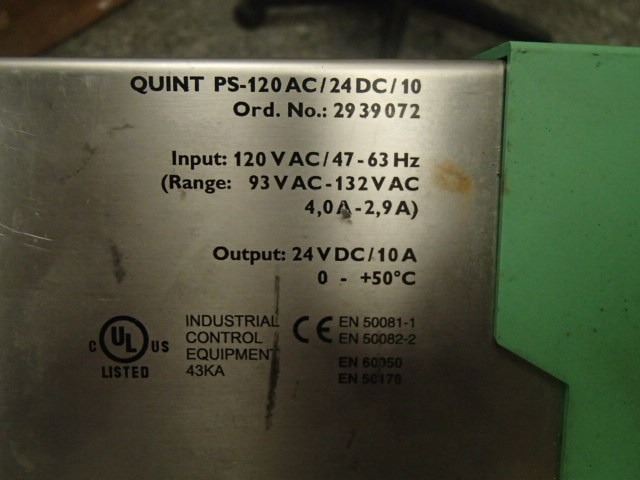 QUINT PS-120AC/24DC/10
Ord. No.: 2939072
Input: 120VAC/47-63Hz
(Range: 93VAC-132VAC
4,0A-2,9A)
Output: 24VDC/10A
0 - +50°C
C UL US
LISTED
INDUSTRIAL
CONTROL
EQUIPMENT
43KA
CE
EN 50081-1
EN 50082-2
EN 60950
EN 50178